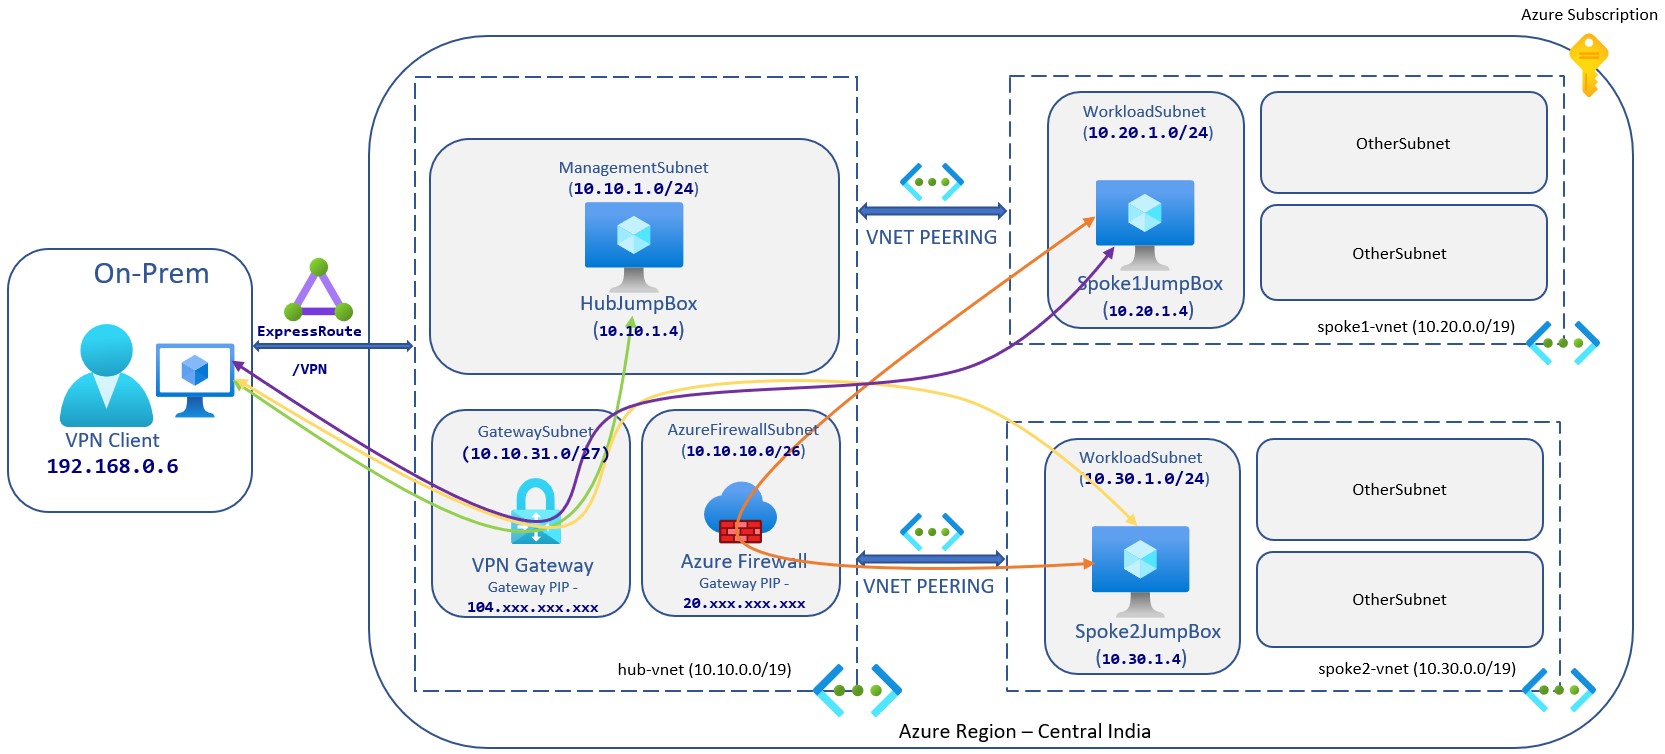 Azure Subscription
On-Prem
VPN Client
192.168.0.6
ExpressRoute
/VPN
ManagementSubnet
(10.10.1.0/24)
HubJumpBox
(10.10.1.4)
GatewaySubnet
(10.10.31.0/27)
VPN Gateway
Gateway PIP -
104.xxx.xxx.xxx
AzureFirewallSubnet
(10.10.10.0/26)
Azure Firewall
Gateway PIP -
20.xxx.xxx.xxx
hub-vnet (10.10.0.0/19)
VNET PEERING
VNET PEERING
WorkloadSubnet
(10.20.1.0/24)
Spoke1JumpBox
(10.20.1.4)
OtherSubnet
OtherSubnet
spoke1-vnet (10.20.0.0/19)
WorkloadSubnet
(10.30.1.0/24)
Spoke2JumpBox
(10.30.1.4)
OtherSubnet
OtherSubnet
spoke2-vnet (10.30.0.0/19)
Azure Region – Central India